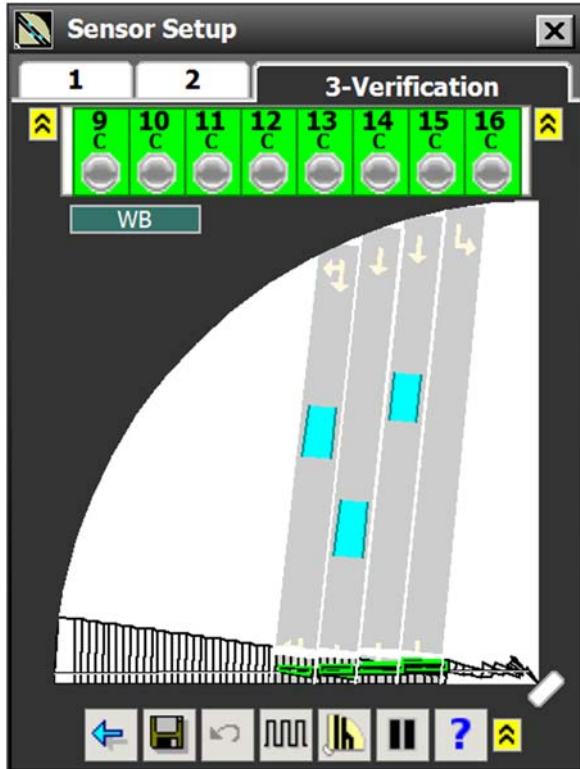 Sensor Setup
1 2 3-Verification
9 10 11 12 13 14 15 16
C C C C C C C C
WB
?